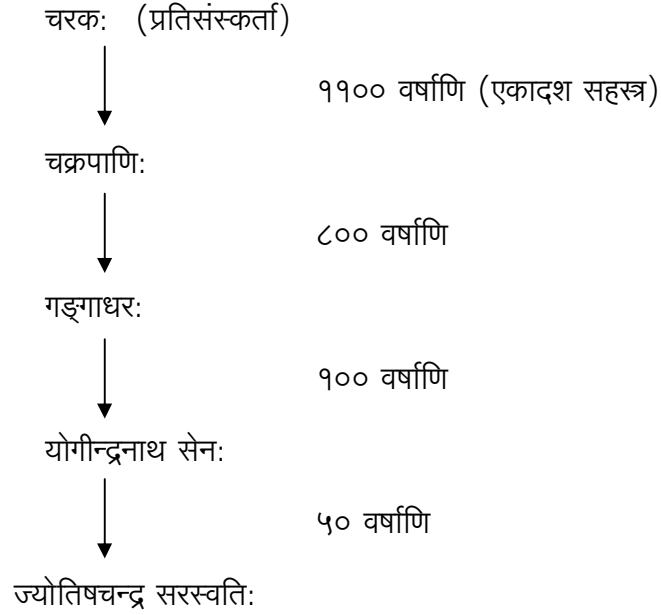 चरक: (प्रतिसंस्कर्ता)
११०० वर्षाणि (एकादश सहस्त्र)
चक्रपाणि:
८०० वर्षाणि
गङ्गाधर:
१०० वर्षाणि
योगीन्द्रनाथ सेन:
५० वर्षाणि
ज्योतिषचन्द्र सरस्वति: